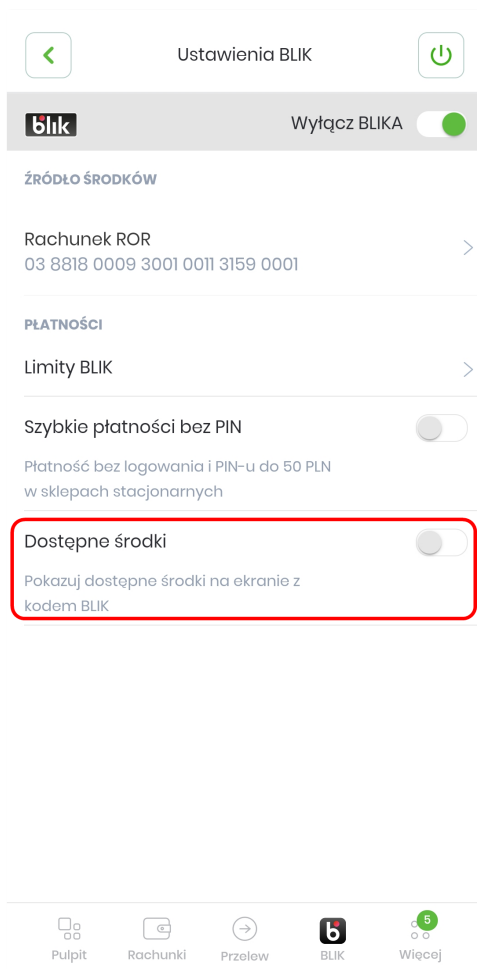 Ustawienia BLIK
blik
Wyłącz BLIKA
ŹRÓDŁO ŚRODKÓW
Rachunek ROR
03 8818 0009 3001 0011 3159 0001
PŁATNOŚCI
Limity BLIK
Szybkie płatności bez PIN
Płatność bez logowania i PIN-u do 50 PLN
w sklepach stacjonarnych
Dostępne środki
Pokazuj dostępne środki na ekranie z
kodem BLIK
5
Pulpit
Rachunki
Przelew
BLIK
Więcej